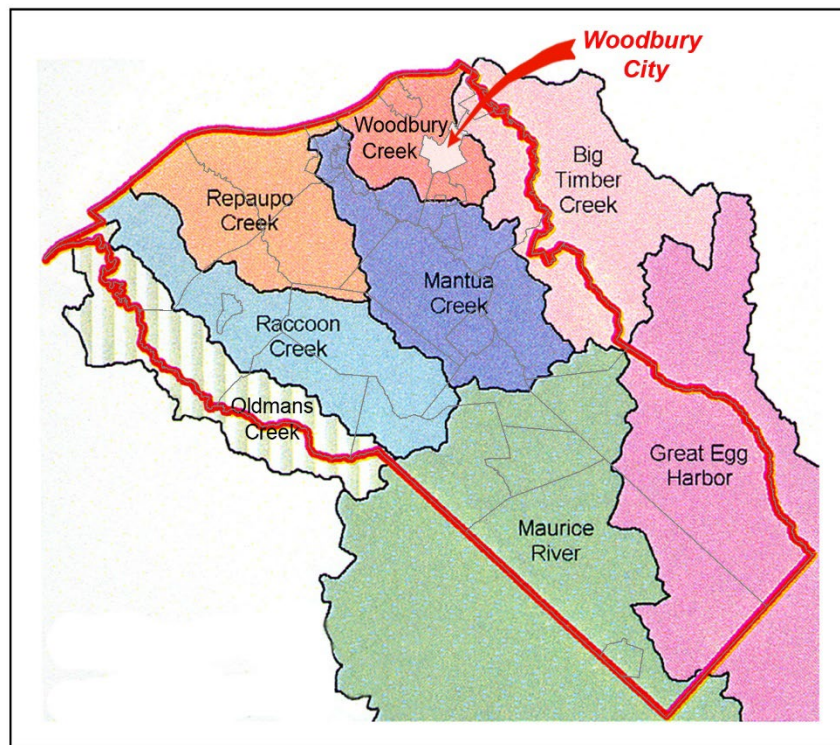 Woodbury
City
Woodbury
Creek
Big
Timber
Creek
Repaupo
Creek
Mantua
Creek
Raccoon
Creek
Oldmans
Creek
Great Egg
Harbor
Maurice
River